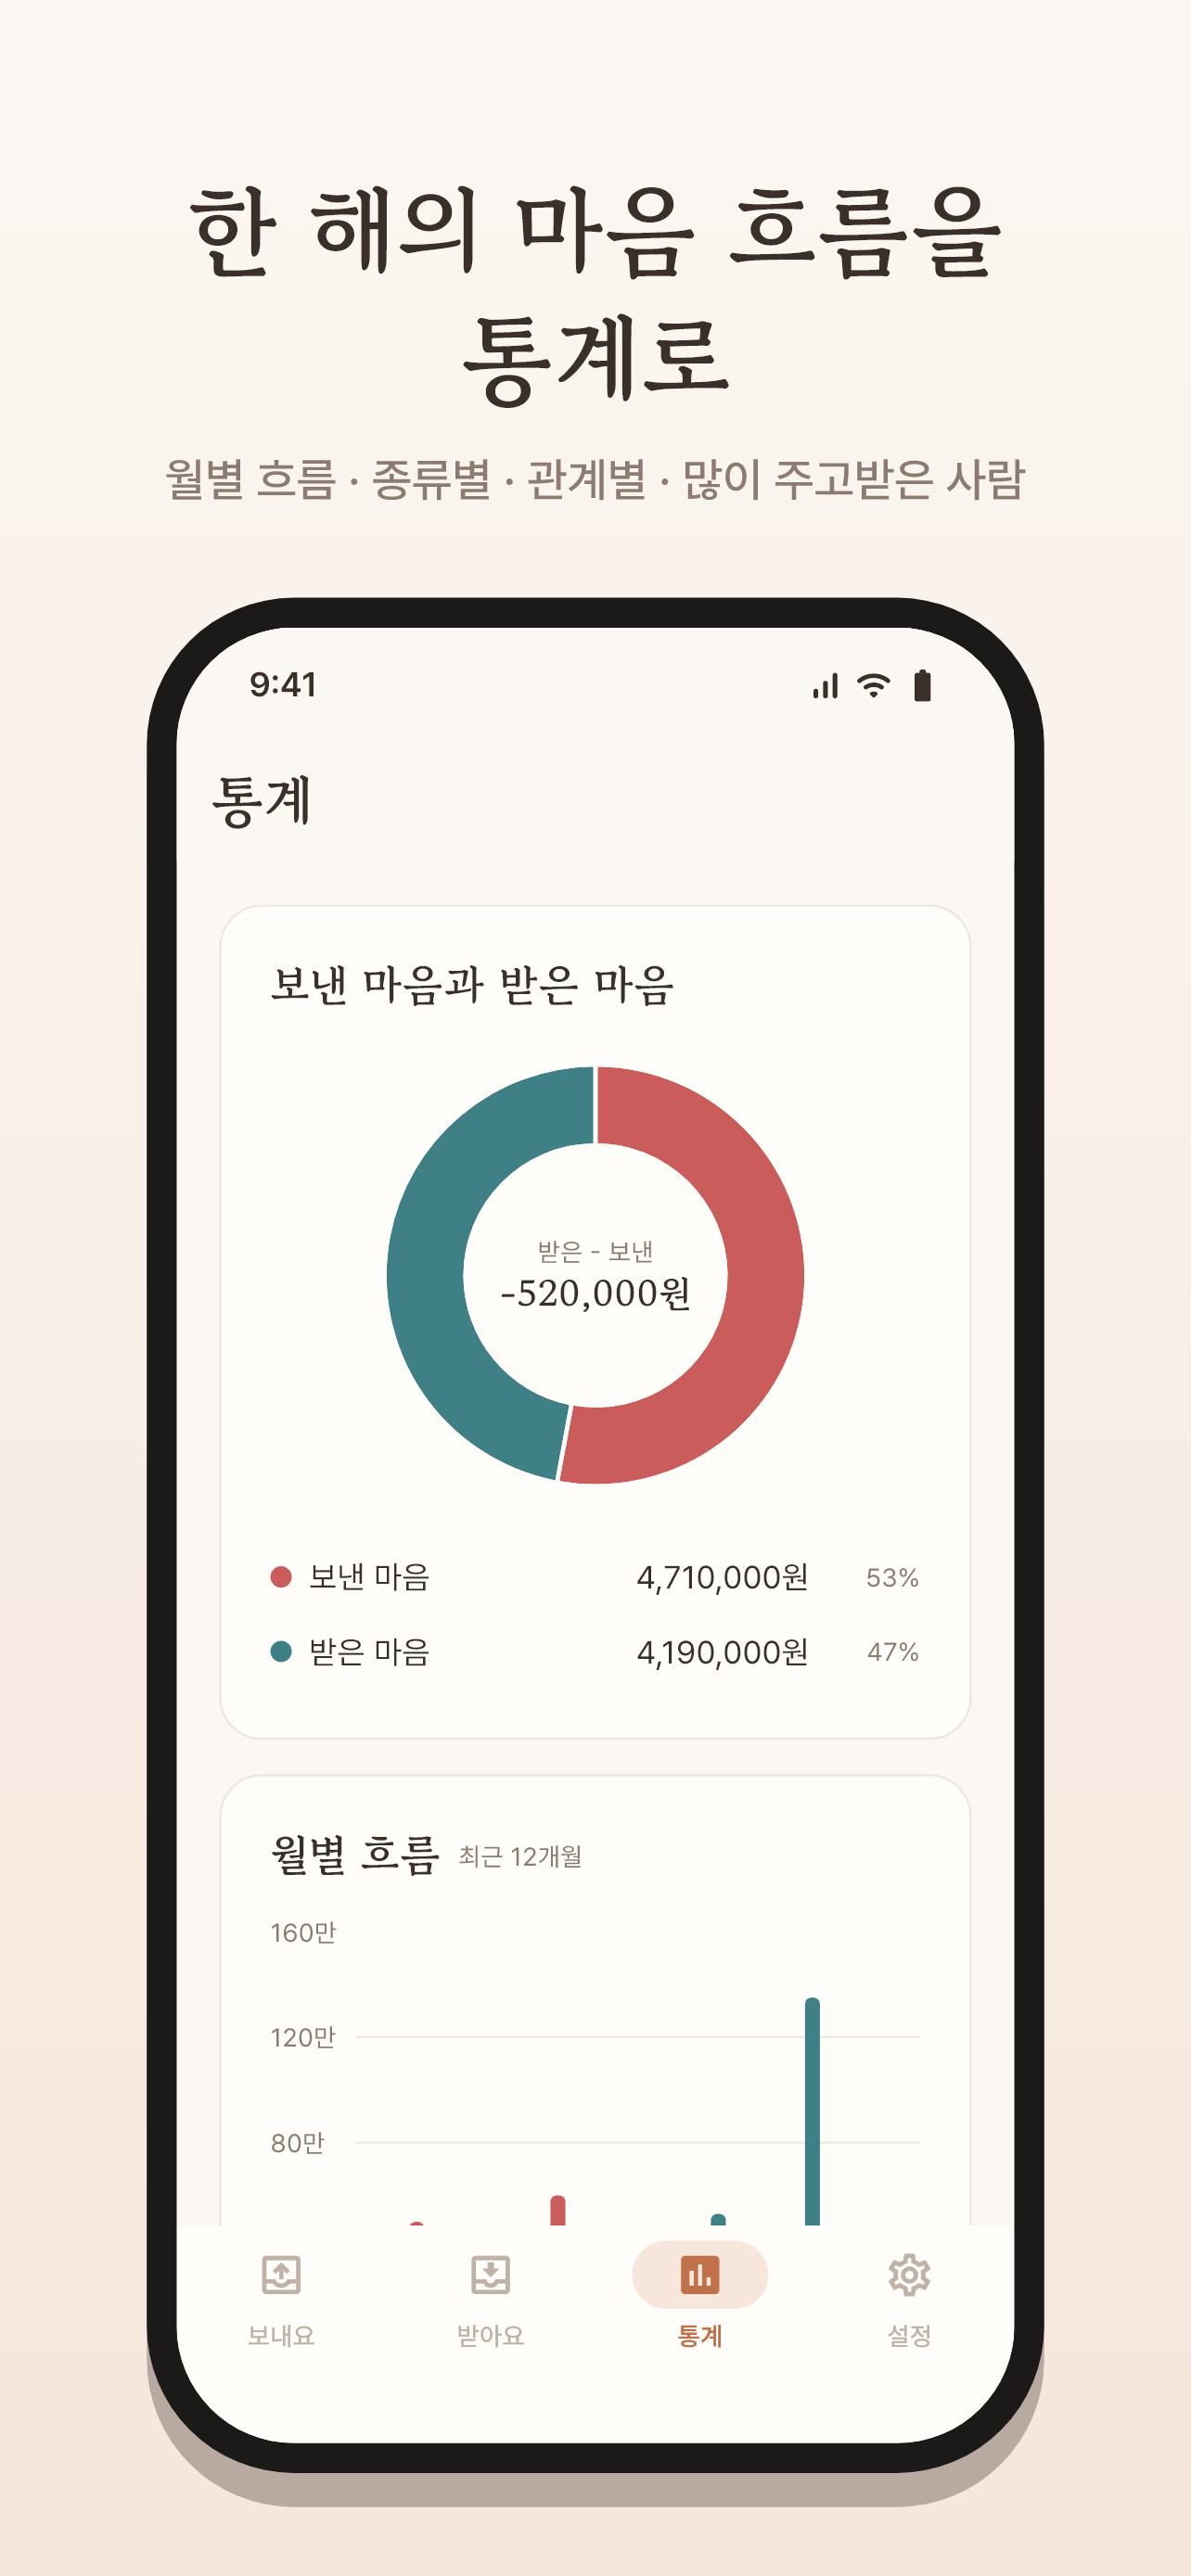 한 해의 마음 흐름을
통계로
월별 흐름 · 종류별 · 관계별 · 많이 주고받은 사람
9:41
통계
보낸 마음과 받은 마음
받은 - 보낸
-520,000원
보낸 마음 4,710,000원 53%
받은 마음 4,190,000원 47%
월별 흐름 최근 12개월
160만
120만
80만
보내요 받아요 통계 설정